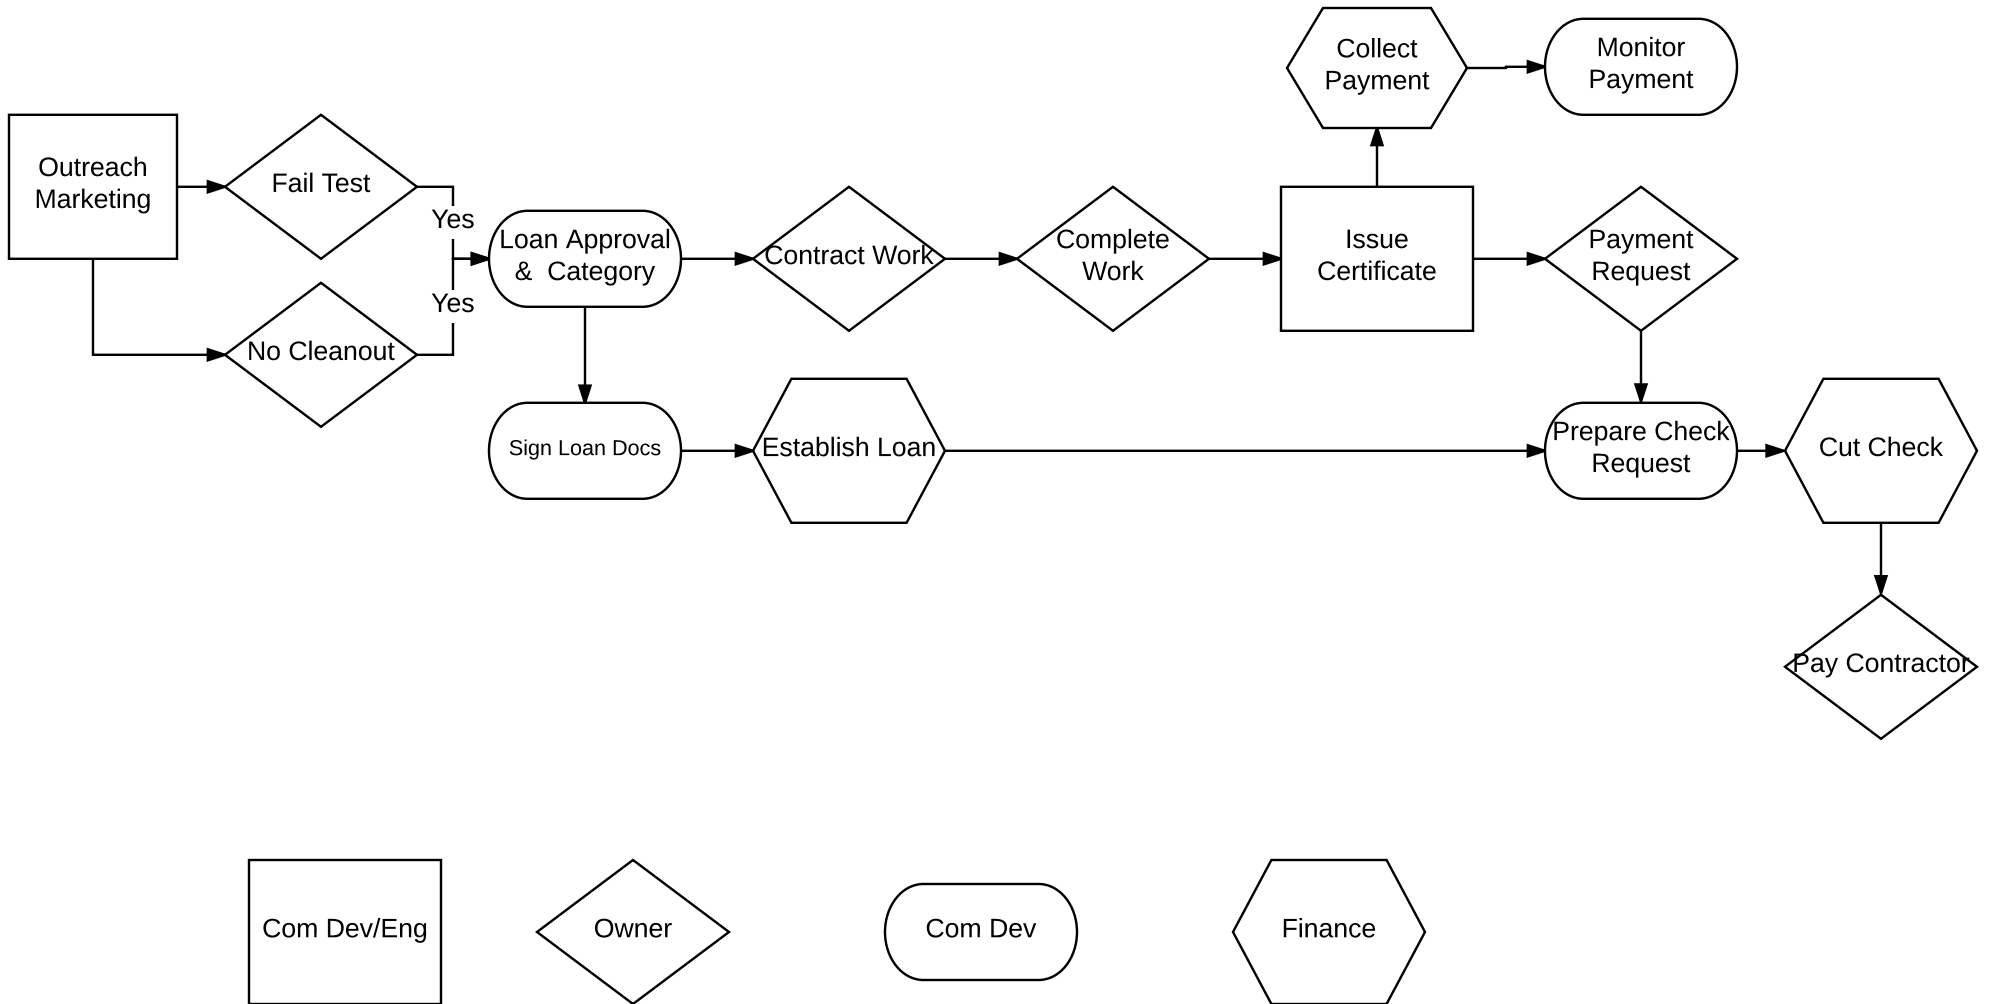 Collect
Payment
Monitor
Payment
Outreach
Marketing
Fail Test
Yes
Loan Approval
&  Category
Contract Work
Complete
Work
Issue
Certificate
Payment
Request
Yes
No Cleanout
Sign Loan Docs
Establish Loan
Prepare Check
Request
Cut Check
Pay Contractor
Com Dev/Eng
Owner
Com Dev
Finance